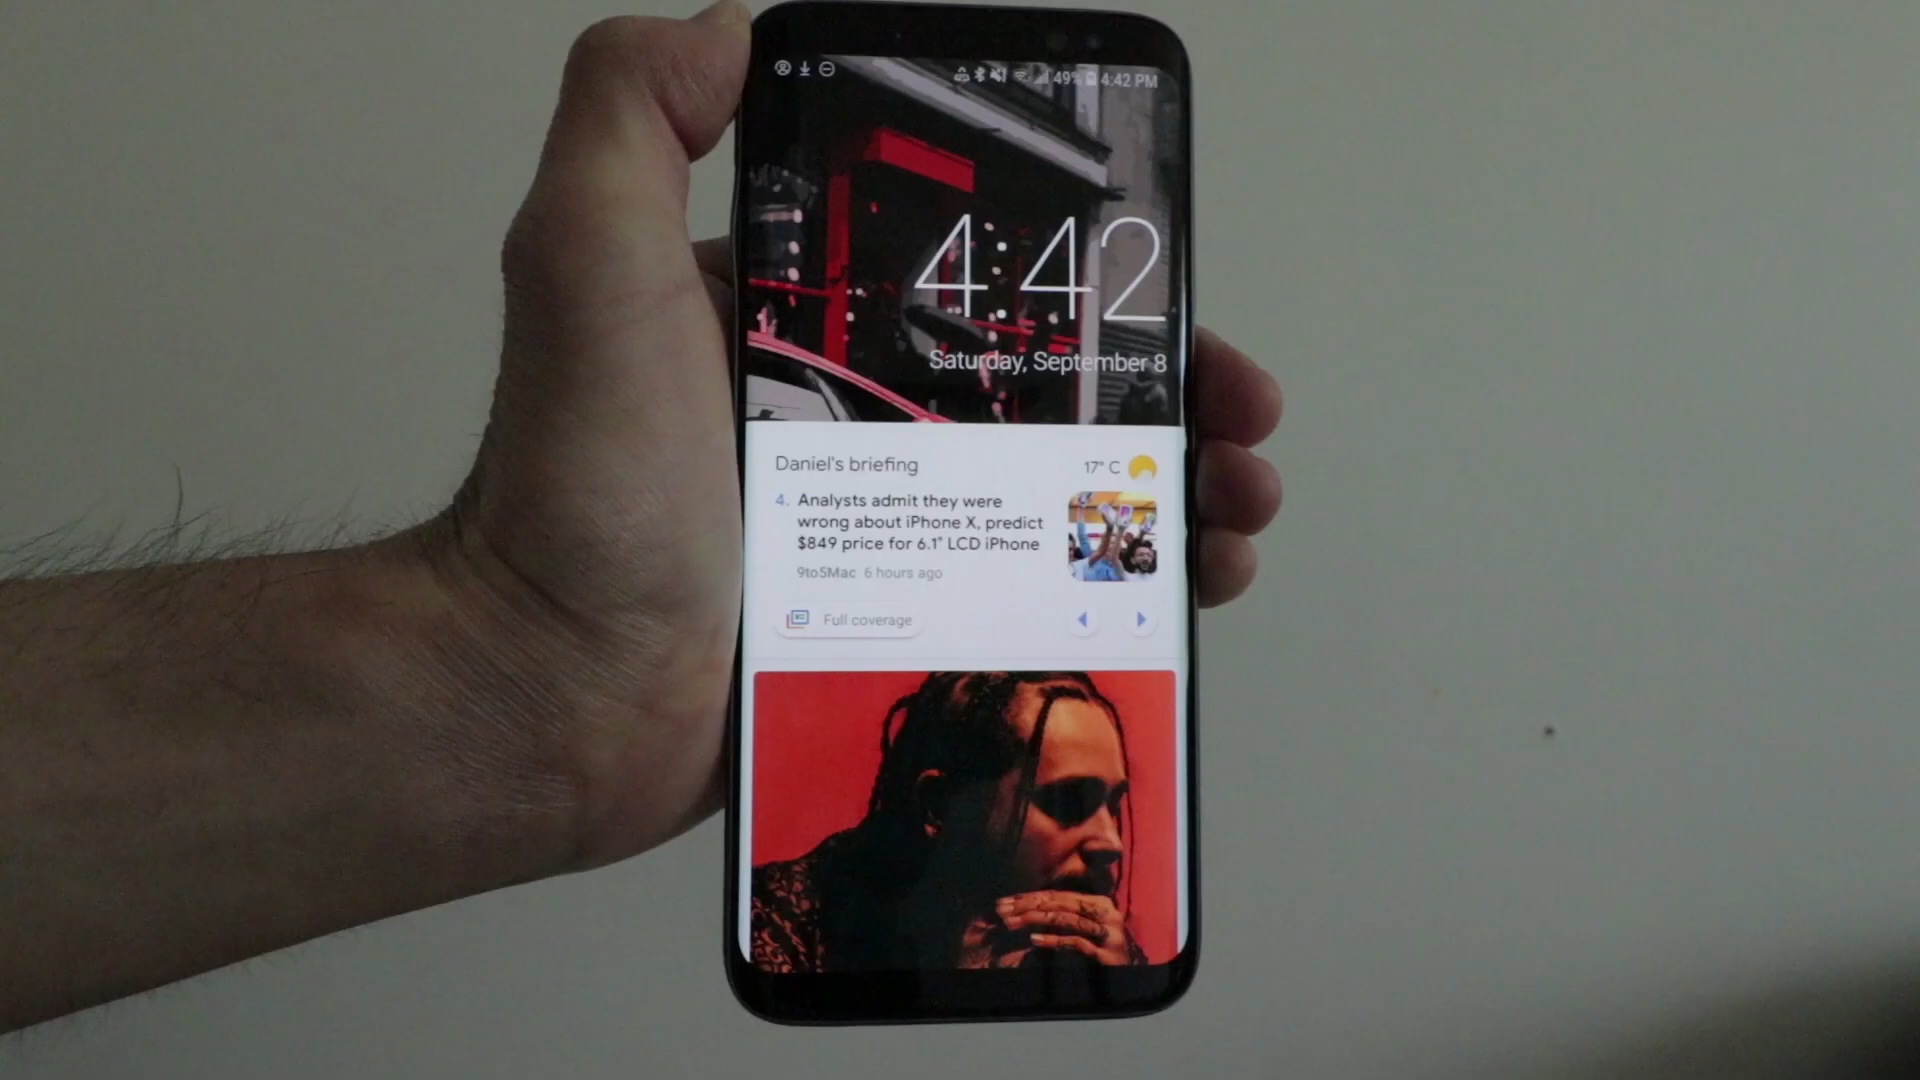 49% 4:42 PM
4:42
Saturday, September 8
Daniel's briefing
17° C
4. Analysts admit they were
wrong about iPhone X, predict
$849 price for 6.1" LCD iPhone
9to5Mac 6 hours ago
Full coverage